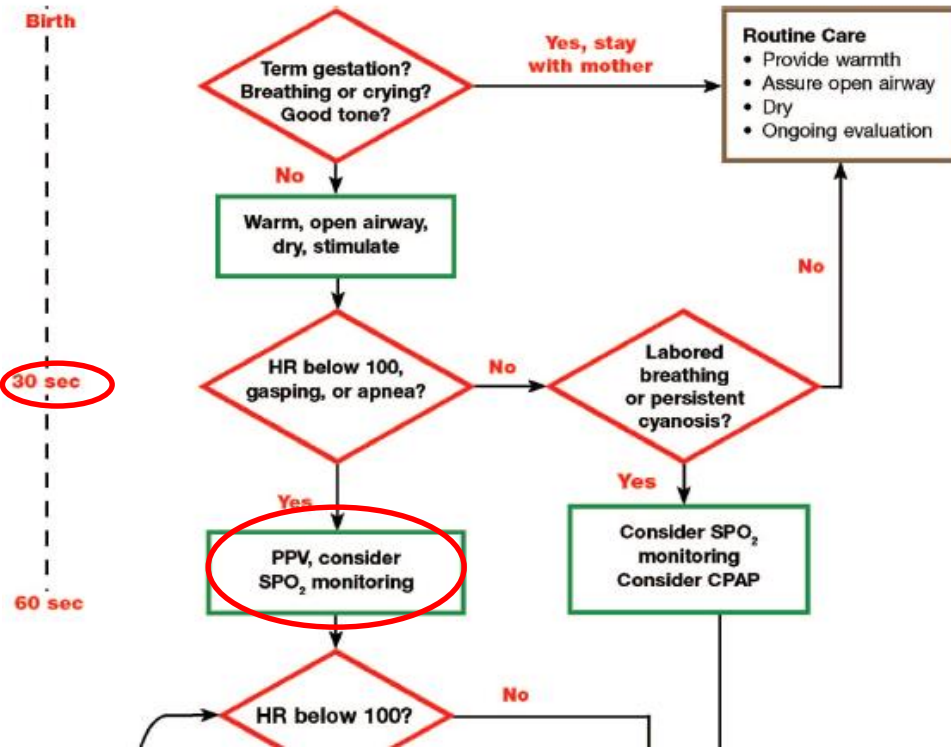 Birth
Term gestation?
Breathing or crying?
Good tone?
Yes, stay
with mother
Routine Care
• Provide warmth
• Assure open airway
• Dry
• Ongoing evaluation
No
Warm, open airway,
dry, stimulate
No
30 sec
HR below 100,
gasping, or apnea?
No
Labored
breathing
or persistent
cyanosis?
Yes
Yes
PPV, consider
SPO₂ monitoring
Consider SPO₂
monitoring
Consider CPAP
60 sec
HR below 100?
No